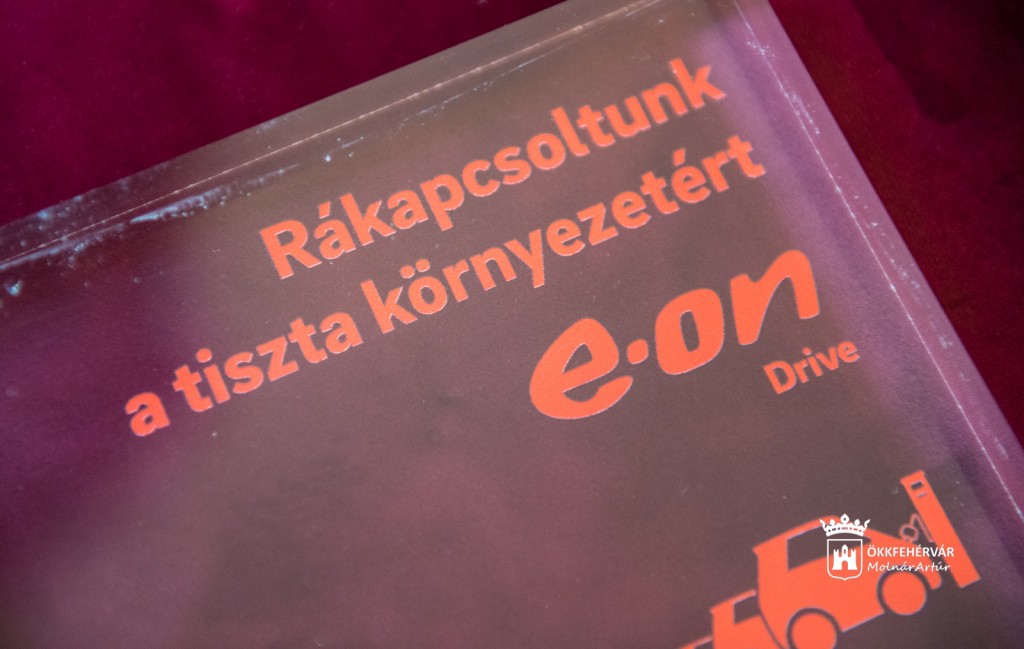 Rákapcsoltunk
a tiszta környezetért
e·on
Drive
ÖKKFEHÉRVÁR
MolnárArtúr